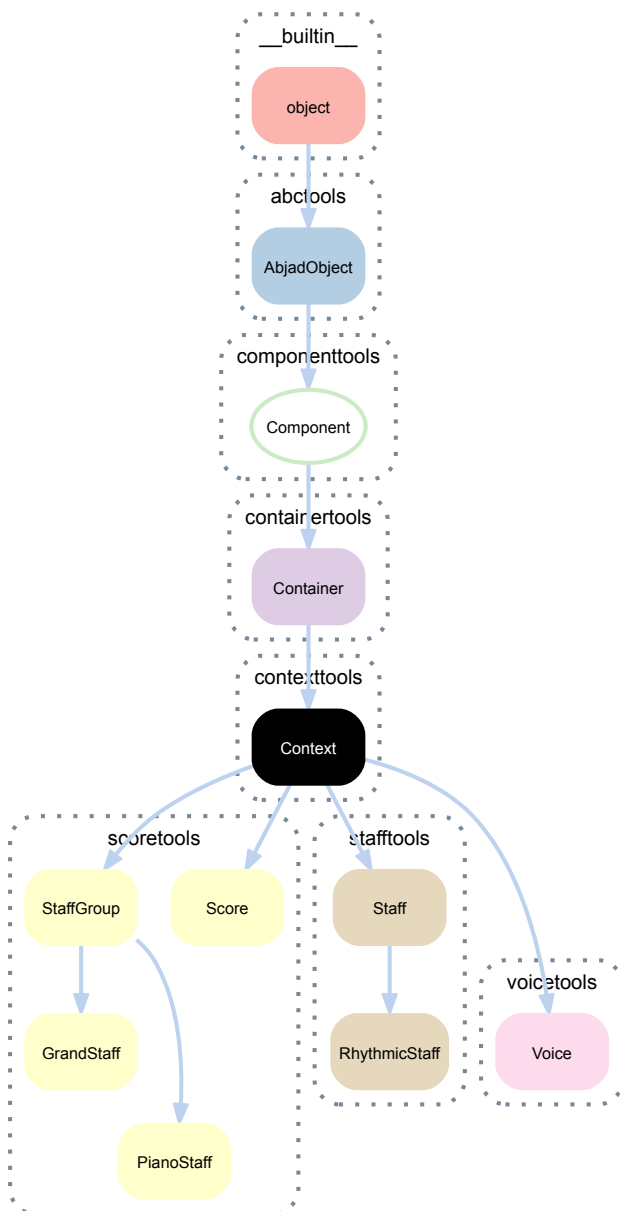 __builtin__
object
abctools
AbjadObject
componenttools
Component
containertools
Container
contexttools
Context
scoretools
stafftools
StaffGroup
Score
Staff
voicetools
GrandStaff
RhythmicStaff
Voice
PianoStaff